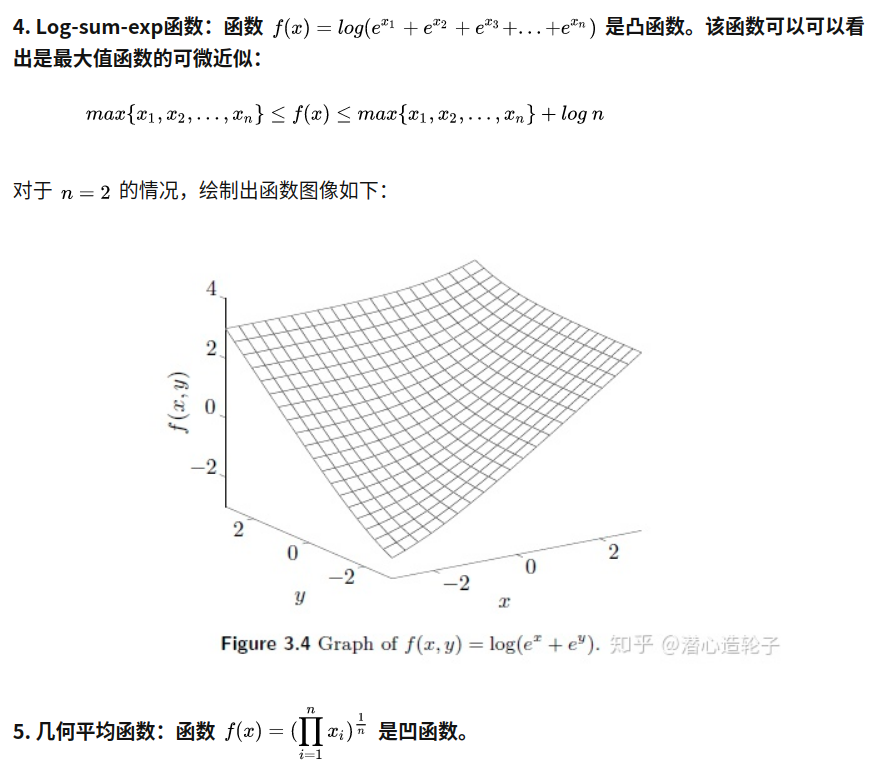 4. Log-sum-exp函数：函数 f(x) = log(e^{x_1} + e^{x_2} + e^{x_3} +...+e^{x_n}) 是凸函数。该函数可以可以看
出是最大值函数的可微近似：
max{x_1, x_2, ..., x_n} ≤ f(x) ≤ max{x_1, x_2, ..., x_n} + log n
对于 n = 2 的情况，绘制出函数图像如下：
4
2
0
−2
f(x, y)
2
0
−2
y
−2
0
2
x
Figure 3.4 Graph of f(x, y) = log(e^x + e^y).
知乎 @潜心造轮子
5. 几何平均函数：函数 f(x) = (∏_{i=1}^{n} x_i)^{1/n} 是凹函数。